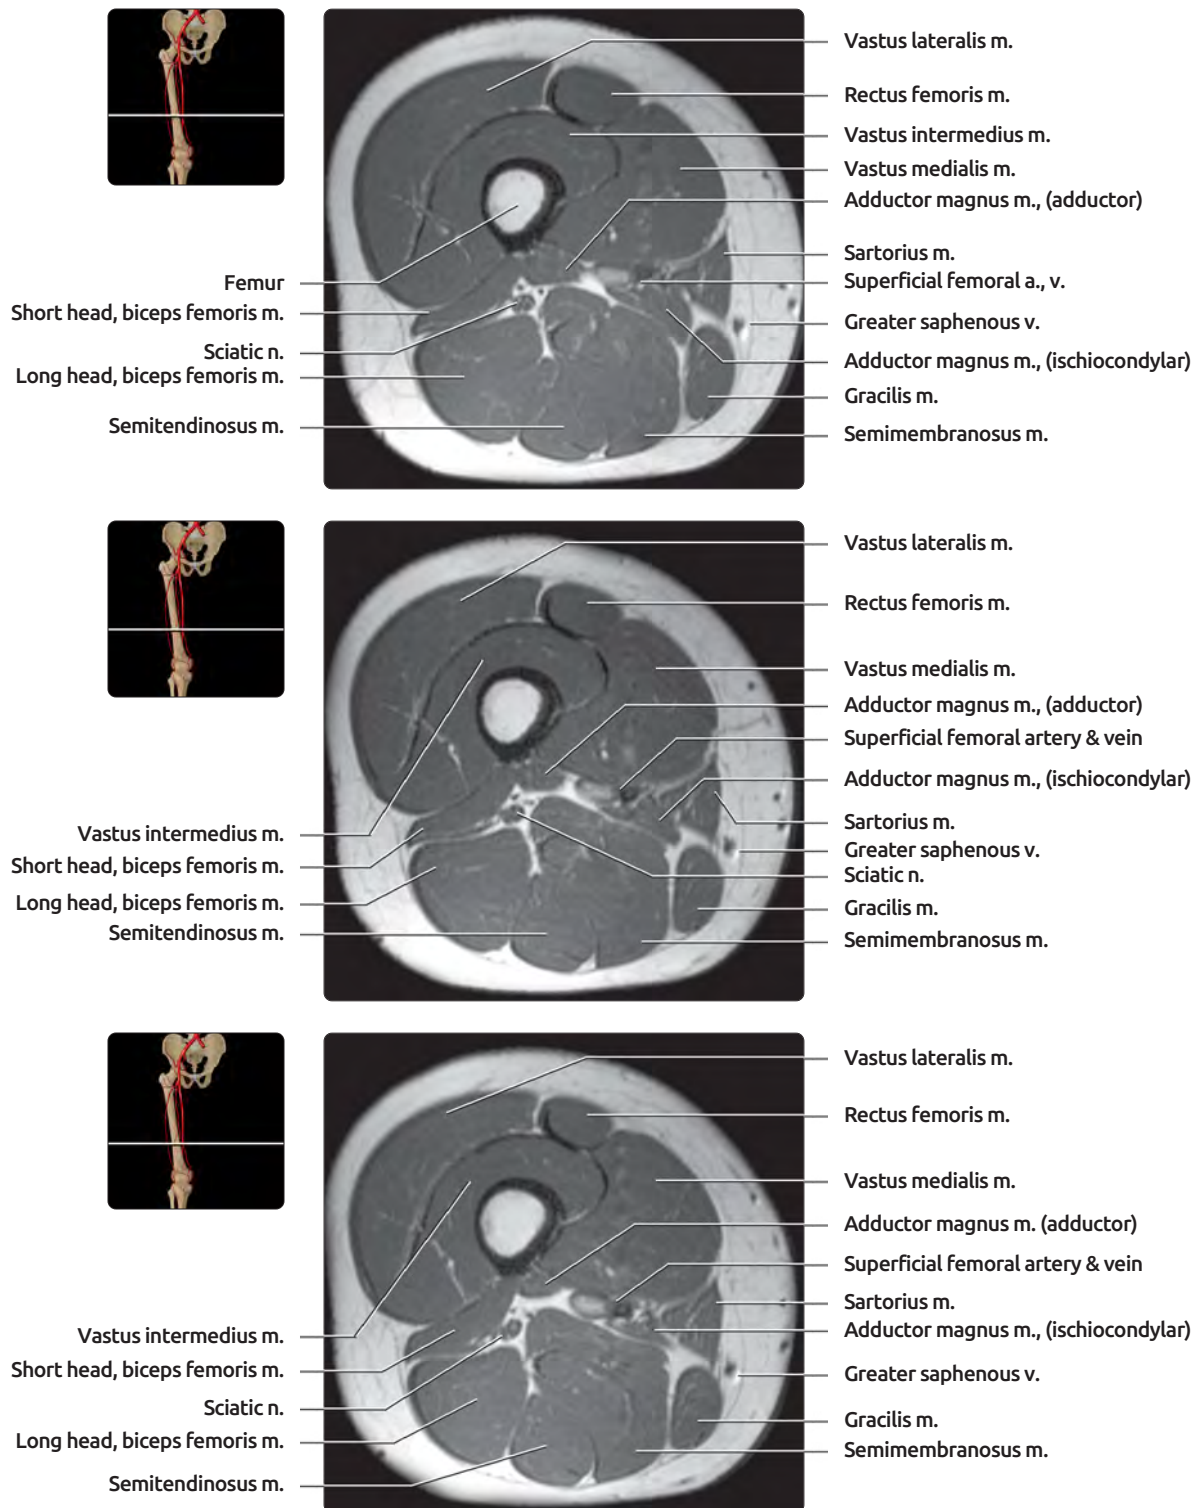 Vastus lateralis m.
Rectus femoris m.
Vastus intermedius m.
Vastus medialis m.
Adductor magnus m., (adductor)
Sartorius m.
Femur
Superficial femoral a., v.
Short head, biceps femoris m.
Greater saphenous v.
Sciatic n.
Adductor magnus m., (ischiocondylar)
Long head, biceps femoris m.
Gracilis m.
Semitendinosus m.
Semimembranosus m.
Vastus lateralis m.
Rectus femoris m.
Vastus medialis m.
Adductor magnus m., (adductor)
Superficial femoral artery & vein
Adductor magnus m., (ischiocondylar)
Sartorius m.
Vastus intermedius m.
Greater saphenous v.
Short head, biceps femoris m.
Sciatic n.
Long head, biceps femoris m.
Gracilis m.
Semitendinosus m.
Semimembranosus m.
Vastus lateralis m.
Rectus femoris m.
Vastus medialis m.
Adductor magnus m. (adductor)
Superficial femoral artery & vein
Sartorius m.
Vastus intermedius m.
Adductor magnus m., (ischiocondylar)
Short head, biceps femoris m.
Greater saphenous v.
Sciatic n.
Gracilis m.
Long head, biceps femoris m.
Semimembranosus m.
Semitendinosus m.